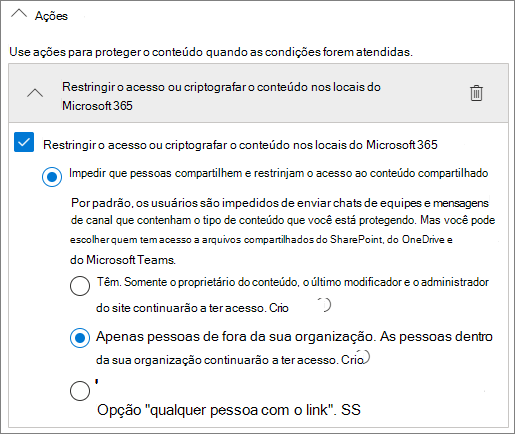 Ações
Use ações para proteger o conteúdo quando as condições forem atendidas.
Restringir o acesso ou criptografar o conteúdo nos locais do
Microsoft 365
Restringir o acesso ou criptografar o conteúdo nos locais do Microsoft 365
Impedir que pessoas compartilhem e restrinjam o acesso ao conteúdo compartilhado
Por padrão, os usuários são impedidos de enviar chats de equipes e mensagens
de canal que contenham o tipo de conteúdo que você está protegendo. Mas você pode
escolher quem tem acesso a arquivos compartilhados do SharePoint, do OneDrive e
do Microsoft Teams.
Têm. Somente o proprietário do conteúdo, o último modificador e o administrador
do site continuarão a ter acesso. Crio
Apenas pessoas de fora da sua organização. As pessoas dentro
da sua organização continuarão a ter acesso. Crio
Opção "qualquer pessoa com o link". SS